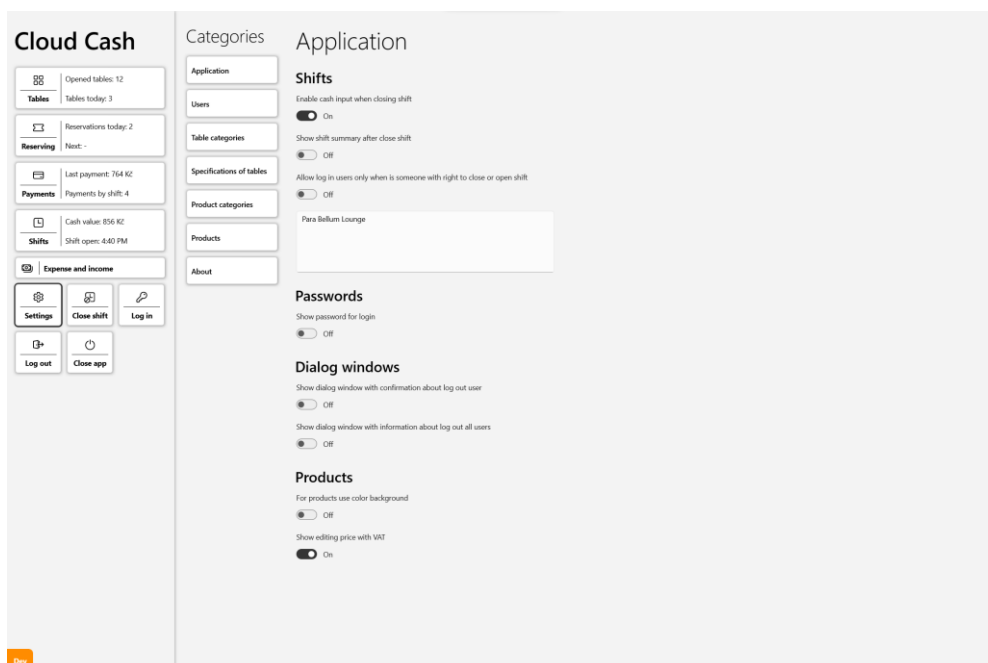 Cloud Cash
Tables
Opened tables: 12
Tables today: 3
Reserving
Reservations today: 2
Next: -
Payments
Last payment: 764 Kč
Payments by shift: 4
Shifts
Cash value: 856 Kč
Shift open: 4:40 PM
Expense and income
Settings
Close shift
Log in
Log out
Close app
Dev
Categories
Application
Users
Table categories
Specifications of tables
Product categories
Products
About
Application
Shifts
Enable cash input when closing shift
On
Show shift summary after close shift
Off
Allow log in users only when is someone with right to close or open shift
Off
Para Bellum Lounge
Passwords
Show password for login
Off
Dialog windows
Show dialog window with confirmation about log out user
Off
Show dialog window with information about log out all users
Off
Products
For products use color background
Off
Show editing price with VAT
On